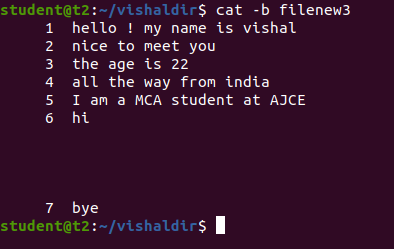 student@t2:~/vishaldir$ cat -b filenew3
1 hello ! my name is vishal
2 nice to meet you
3 the age is 22
4 all the way from india
5 I am a MCA student at AJCE
6 hi
7 bye
student@t2:~/vishaldir$